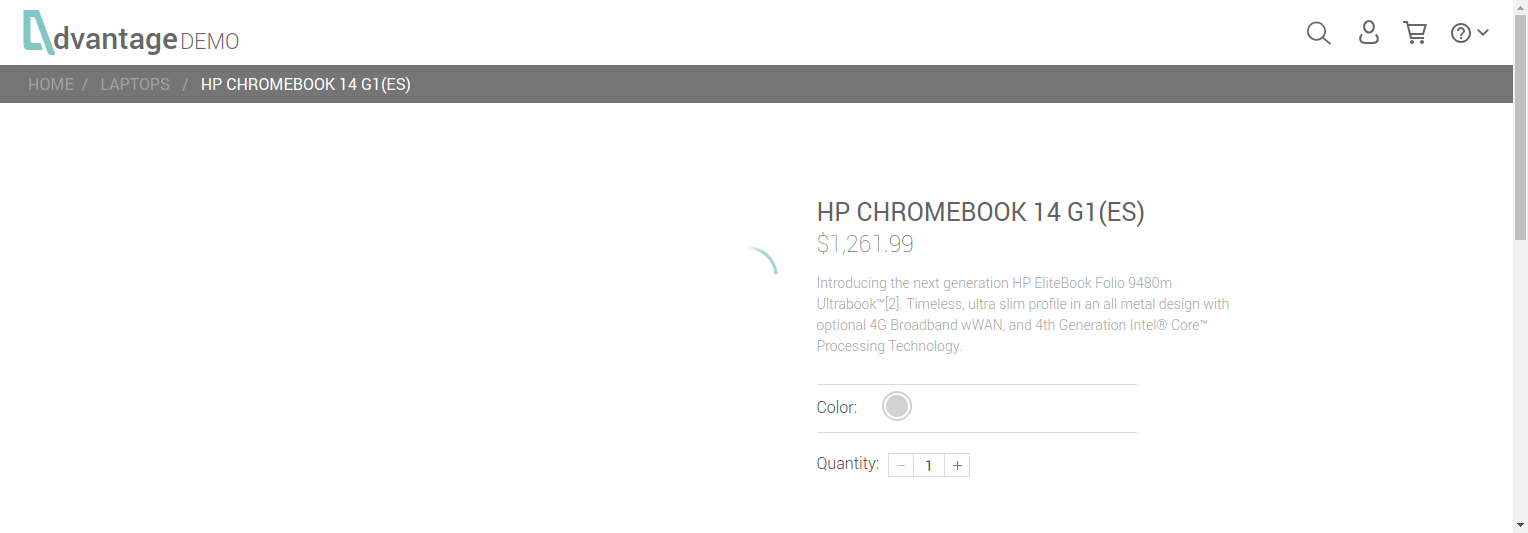 dvantage DEMO
HOME / LAPTOPS / HP CHROMEBOOK 14 G1(ES)
HP CHROMEBOOK 14 G1(ES)
$1,261.99
Introducing the next generation HP EliteBook Folio 9480m
Ultrabook™[2]. Timeless, ultra slim profile in an all metal design with
optional 4G Broadband wWAN, and 4th Generation Intel® Core™
Processing Technology.
Color:
Quantity: − 1 +